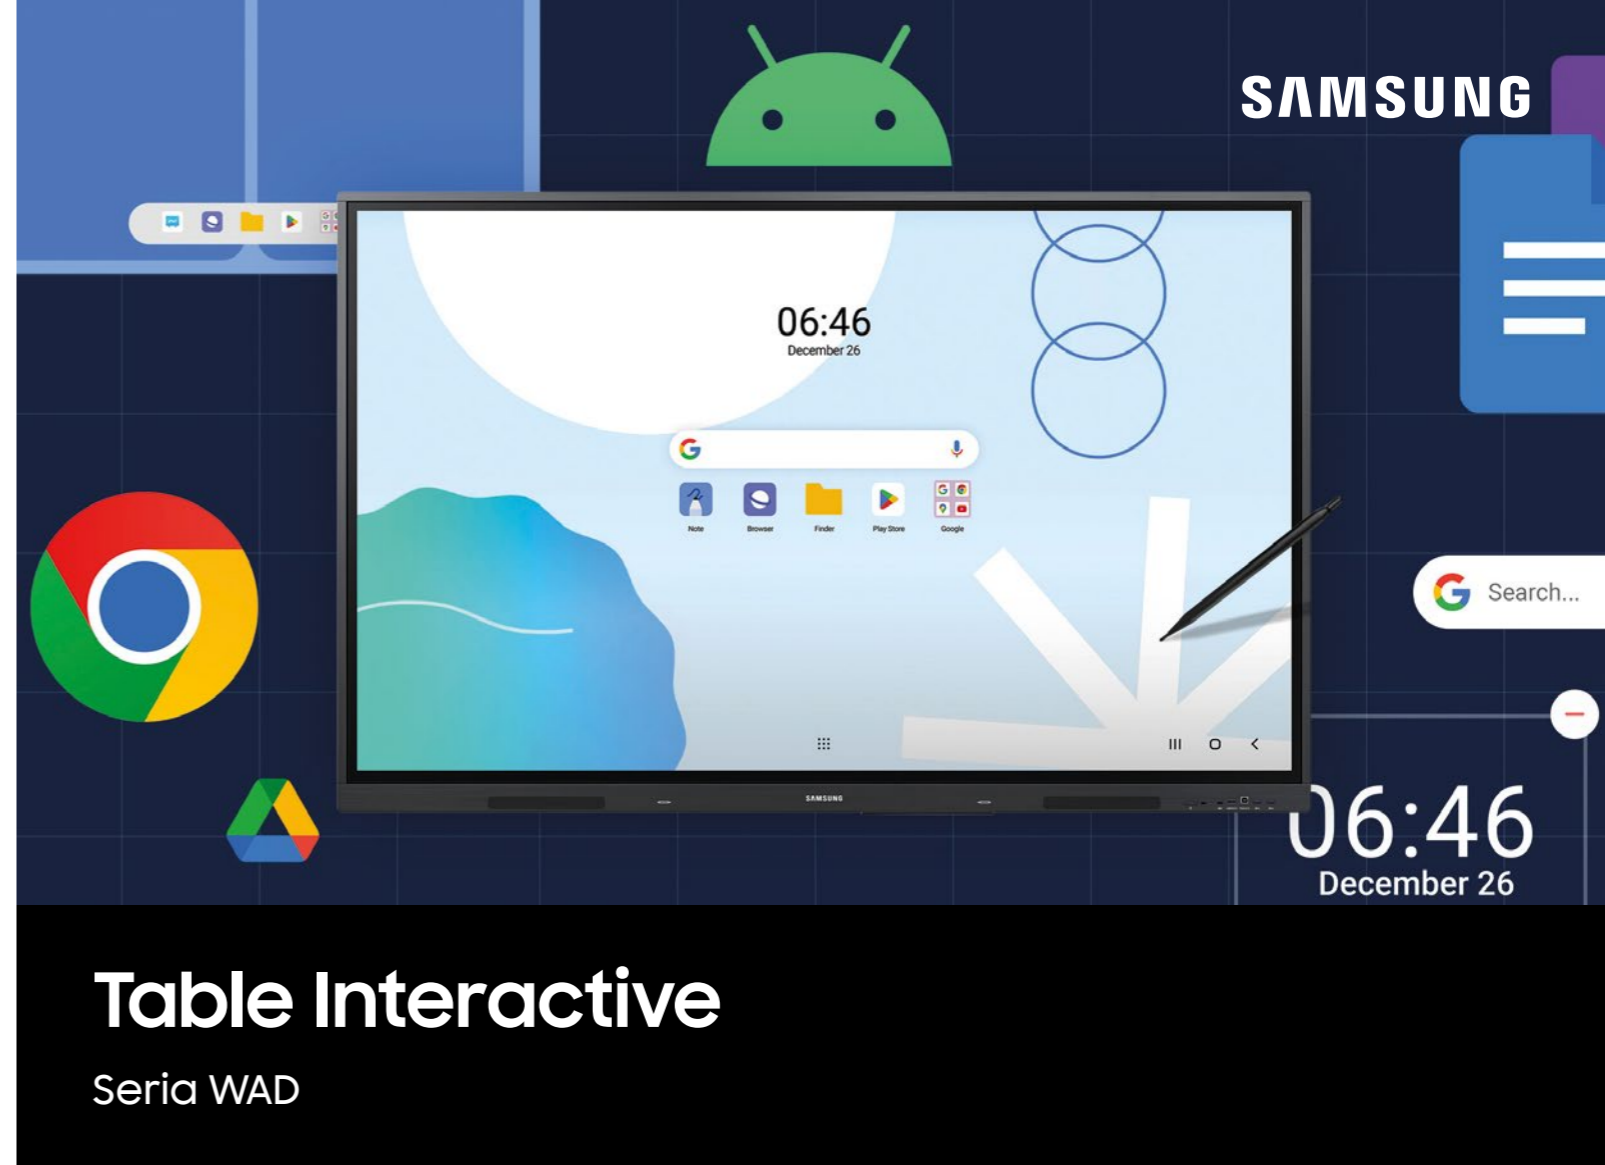 SAMSUNG
06:46
December 26
Note
Browser
Finder
Play Store
Google
Search...
SAMSUNG
06:46
December 26
Table Interactive
Seria WAD